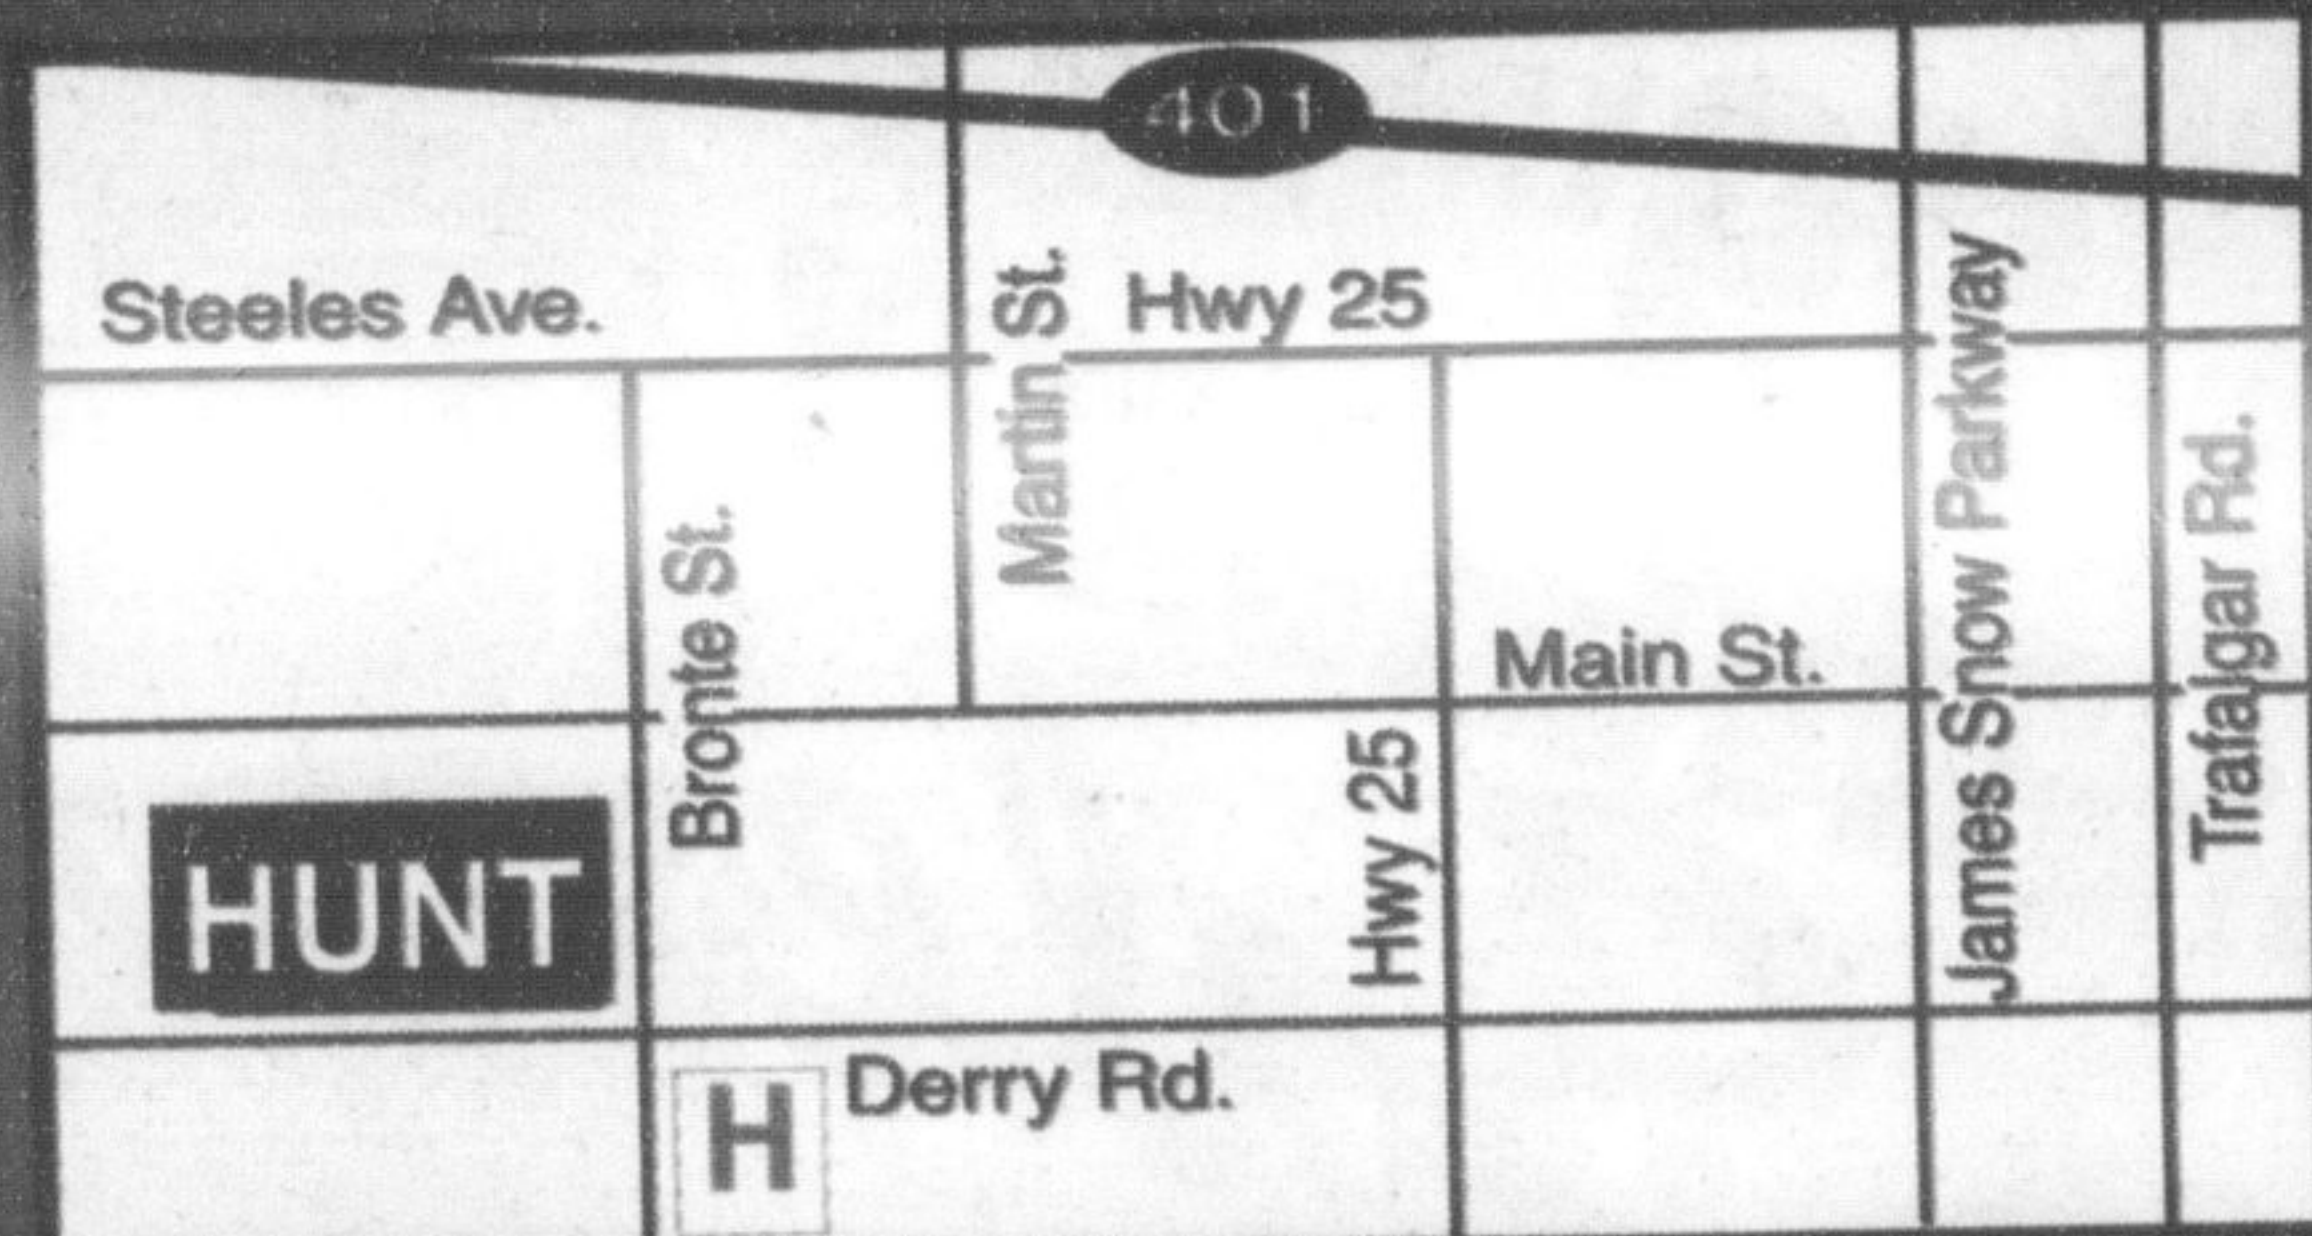 401
Steeles Ave.
Martin St.
Hwy 25
James Snow Parkway
Trafalgar Rd.
Bronte St.
Main St.
Hwy 25
HUNT
H
Derry Rd.